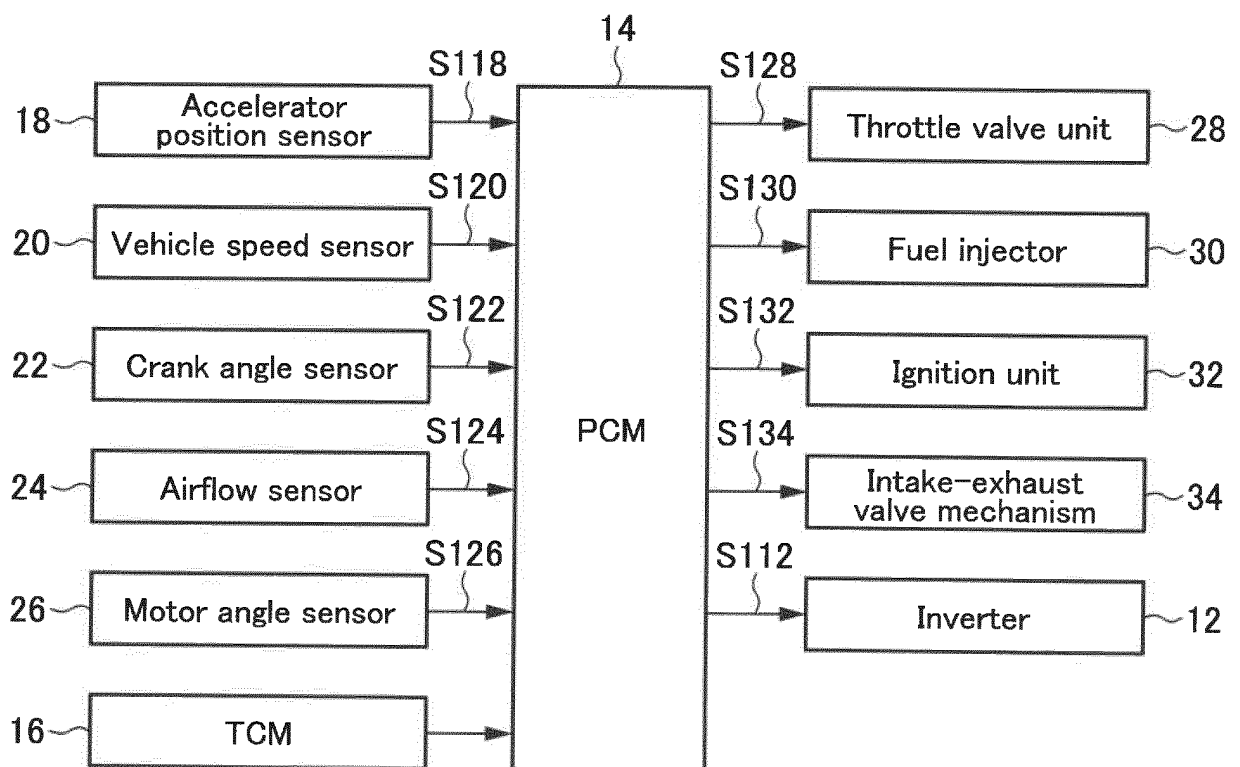 14
S118
S128
18
Accelerator
position sensor
Throttle valve unit
28
S120
S130
20
Vehicle speed sensor
Fuel injector
30
S122
S132
22
Crank angle sensor
Ignition unit
32
PCM
S124
S134
24
Airflow sensor
Intake-exhaust
valve mechanism
34
S126
S112
26
Motor angle sensor
Inverter
12
16
TCM